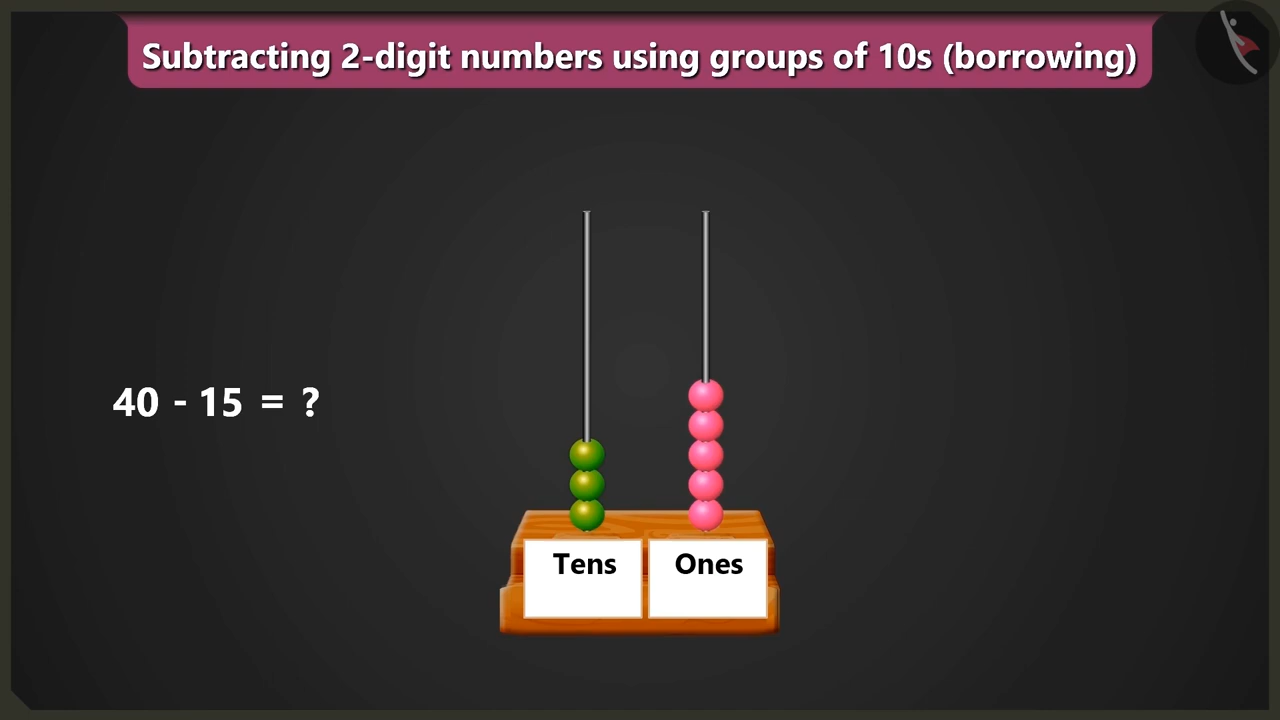 Subtracting 2-digit numbers using groups of 10s (borrowing)
40 - 15 = ?
Tens Ones